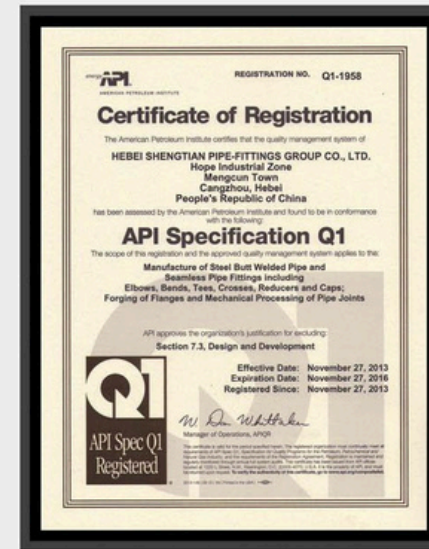 energy API
AMERICAN PETROLEUM INSTITUTE
REGISTRATION NO. Q1-1958
Certificate of Registration
The American Petroleum Institute certifies that the quality management system of
HEBEI SHENGTIAN PIPE-FITTINGS GROUP CO., LTD.
Hope Industrial Zone
Mengcun Town
Cangzhou, Hebei
People's Republic of China
has been assessed by the American Petroleum Institute and found to be in conformance
with the following:
API Specification Q1
The scope of this registration and the approved quality management system applies to the:
Manufacture of Steel Butt Welded Pipe and
Seamless Pipe Fittings including
Elbows, Bends, Tees, Crosses, Reducers and Caps;
Forging of Flanges and Mechanical Processing of Pipe Joints
API approves the organization's justification for excluding:
Section 7.3, Design and Development
Effective Date: November 27, 2013
Expiration Date: November 27, 2016
Registered Since: November 27, 2013
Q1
API Spec Q1
Registered
W. Don Whittaker
Manager of Operations, APIQR